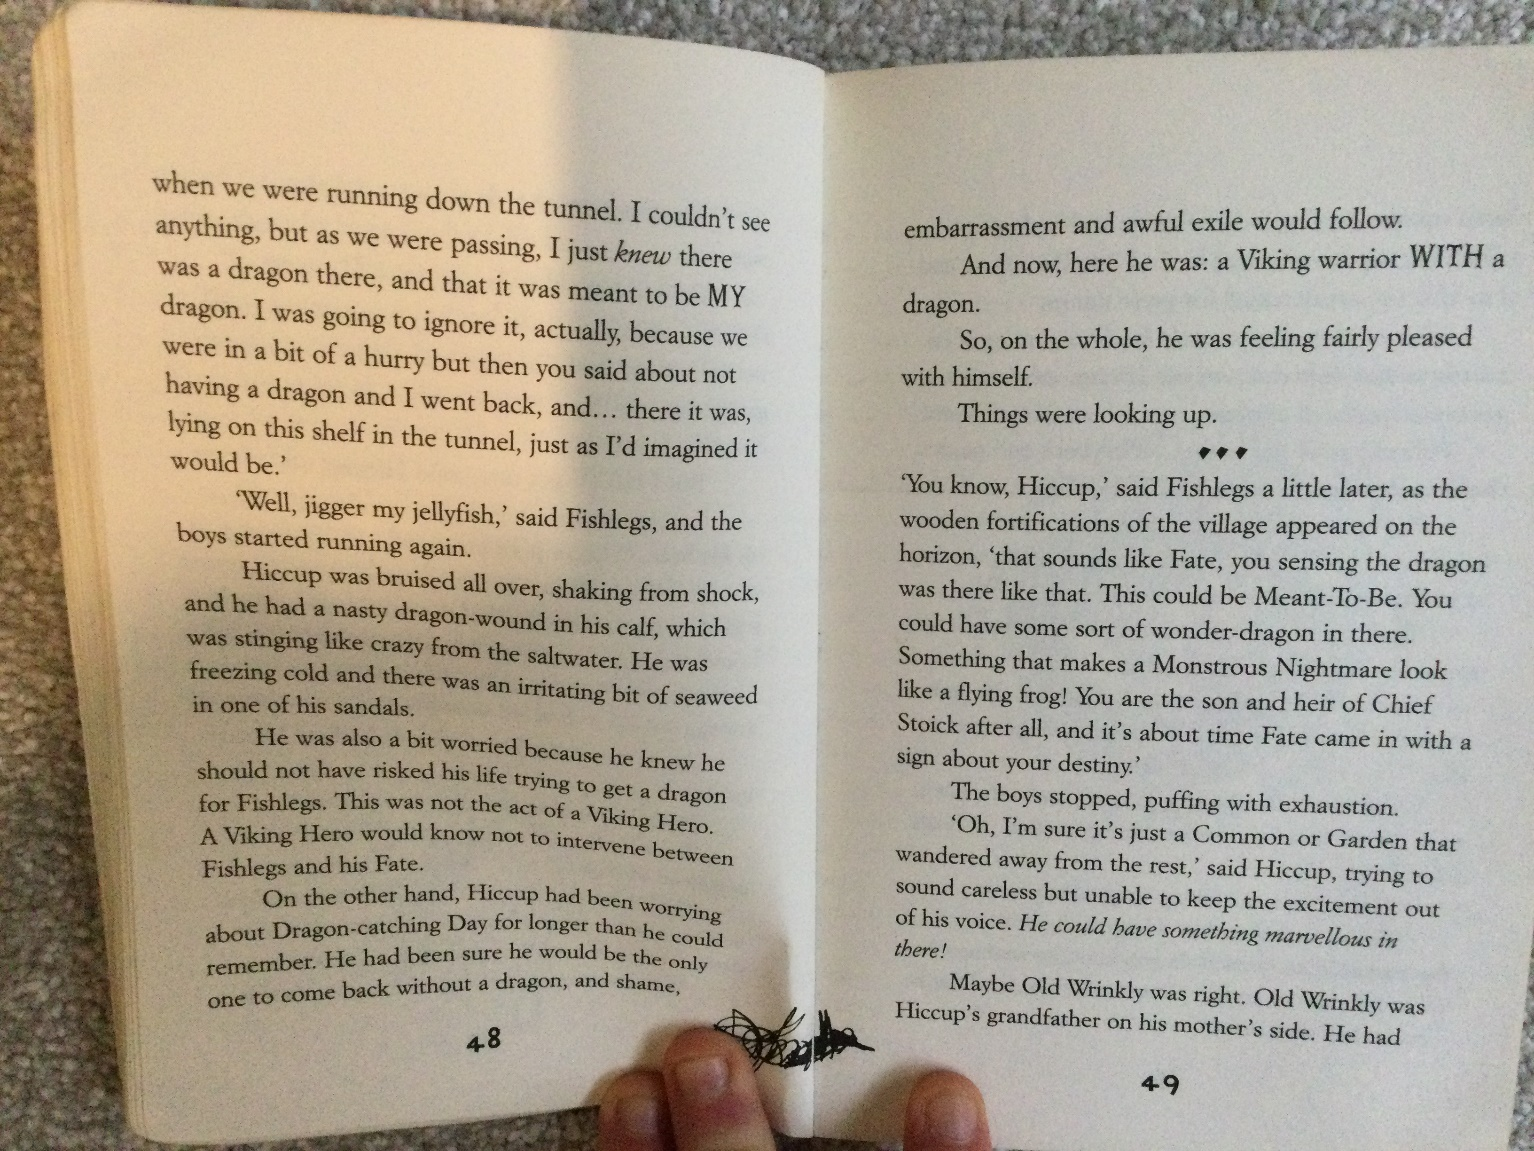 when we were running down the tunnel. I couldn't see
anything, but as we were passing, I just knew there
was a dragon there, and that it was meant to be MY
dragon. I was going to ignore it, actually, because we
were in a bit of a hurry but then you said about not
having a dragon and I went back, and... there it was,
lying on this shelf in the tunnel, just as I'd imagined it
would be.'
'Well, jigger my jellyfish,' said Fishlegs, and the
boys started running again.
Hiccup was bruised all over, shaking from shock,
and he had a nasty dragon-wound in his calf, which
was stinging like crazy from the saltwater. He was
freezing cold and there was an irritating bit of seaweed
in one of his sandals.
He was also a bit worried because he knew he
should not have risked his life trying to get a dragon
for Fishlegs. This was not the act of a Viking Hero.
A Viking Hero would know not to intervene between
Fishlegs and his Fate.
On the other hand, Hiccup had been worrying
about Dragon-catching Day for longer than he could
remember. He had been sure he would be the only
one to come back without a dragon, and shame,
48
embarrassment and awful exile would follow.
And now, here he was: a Viking warrior WITH a
dragon.
So, on the whole, he was feeling fairly pleased
with himself.
Things were looking up.
'You know, Hiccup,' said Fishlegs a little later, as the
wooden fortifications of the village appeared on the
horizon, 'that sounds like Fate, you sensing the dragon
was there like that. This could be Meant-To-Be. You
could have some sort of wonder-dragon in there.
Something that makes a Monstrous Nightmare look
like a flying frog! You are the son and heir of Chief
Stoick after all, and it's about time Fate came in with a
sign about your destiny.'
The boys stopped, puffing with exhaustion.
'Oh, I'm sure it's just a Common or Garden that
wandered away from the rest,' said Hiccup, trying to
sound careless but unable to keep the excitement out
of his voice. He could have something marvellous in
there!
Maybe Old Wrinkly was right. Old Wrinkly was
Hiccup's grandfather on his mother's side. He had
49